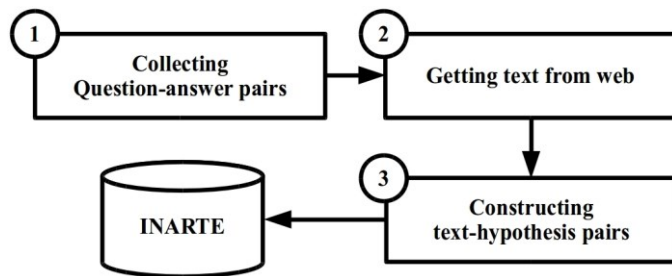 1
Collecting
Question-answer pairs
2
Getting text from web
3
Constructing
text-hypothesis pairs
INARTE